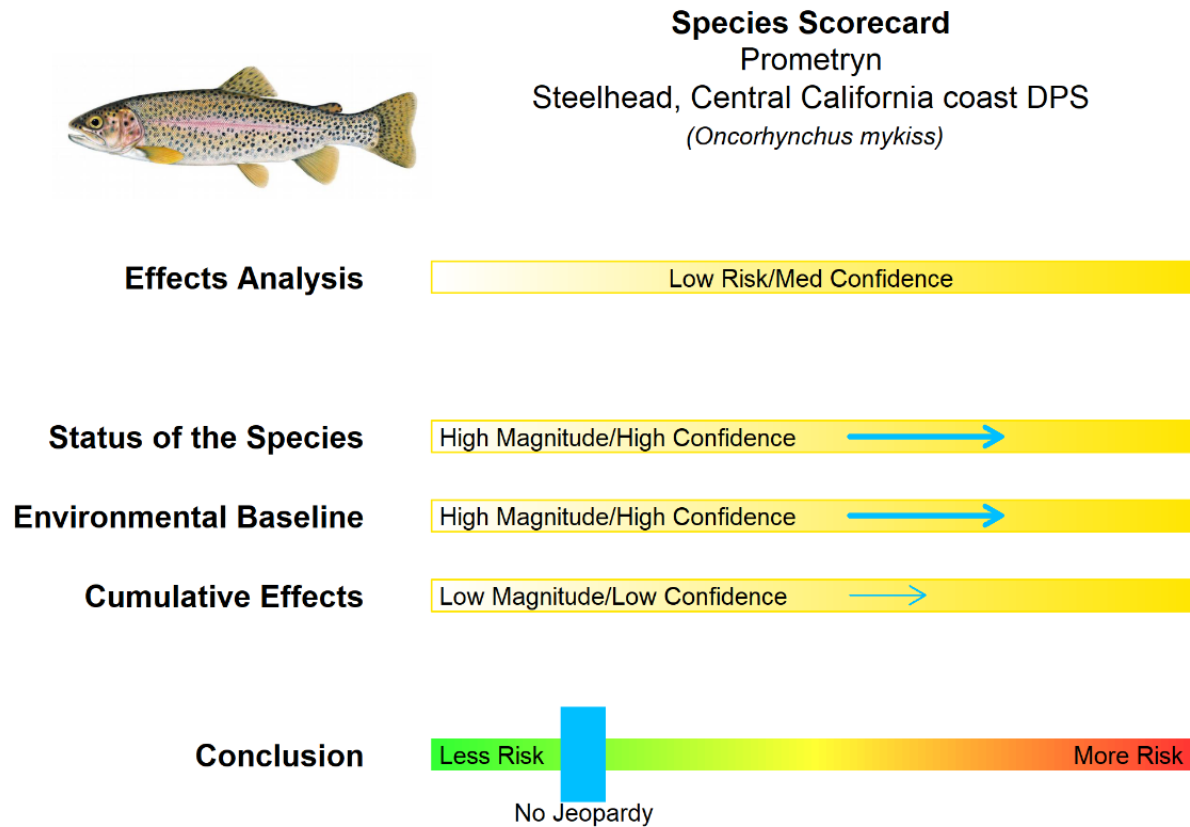 Species Scorecard
Prometryn
Steelhead, Central California coast DPS
(Oncorhynchus mykiss)
Effects Analysis
Low Risk/Med Confidence
Status of the Species
High Magnitude/High Confidence
Environmental Baseline
High Magnitude/High Confidence
Cumulative Effects
Low Magnitude/Low Confidence
Conclusion
Less Risk
More Risk
No Jeopardy